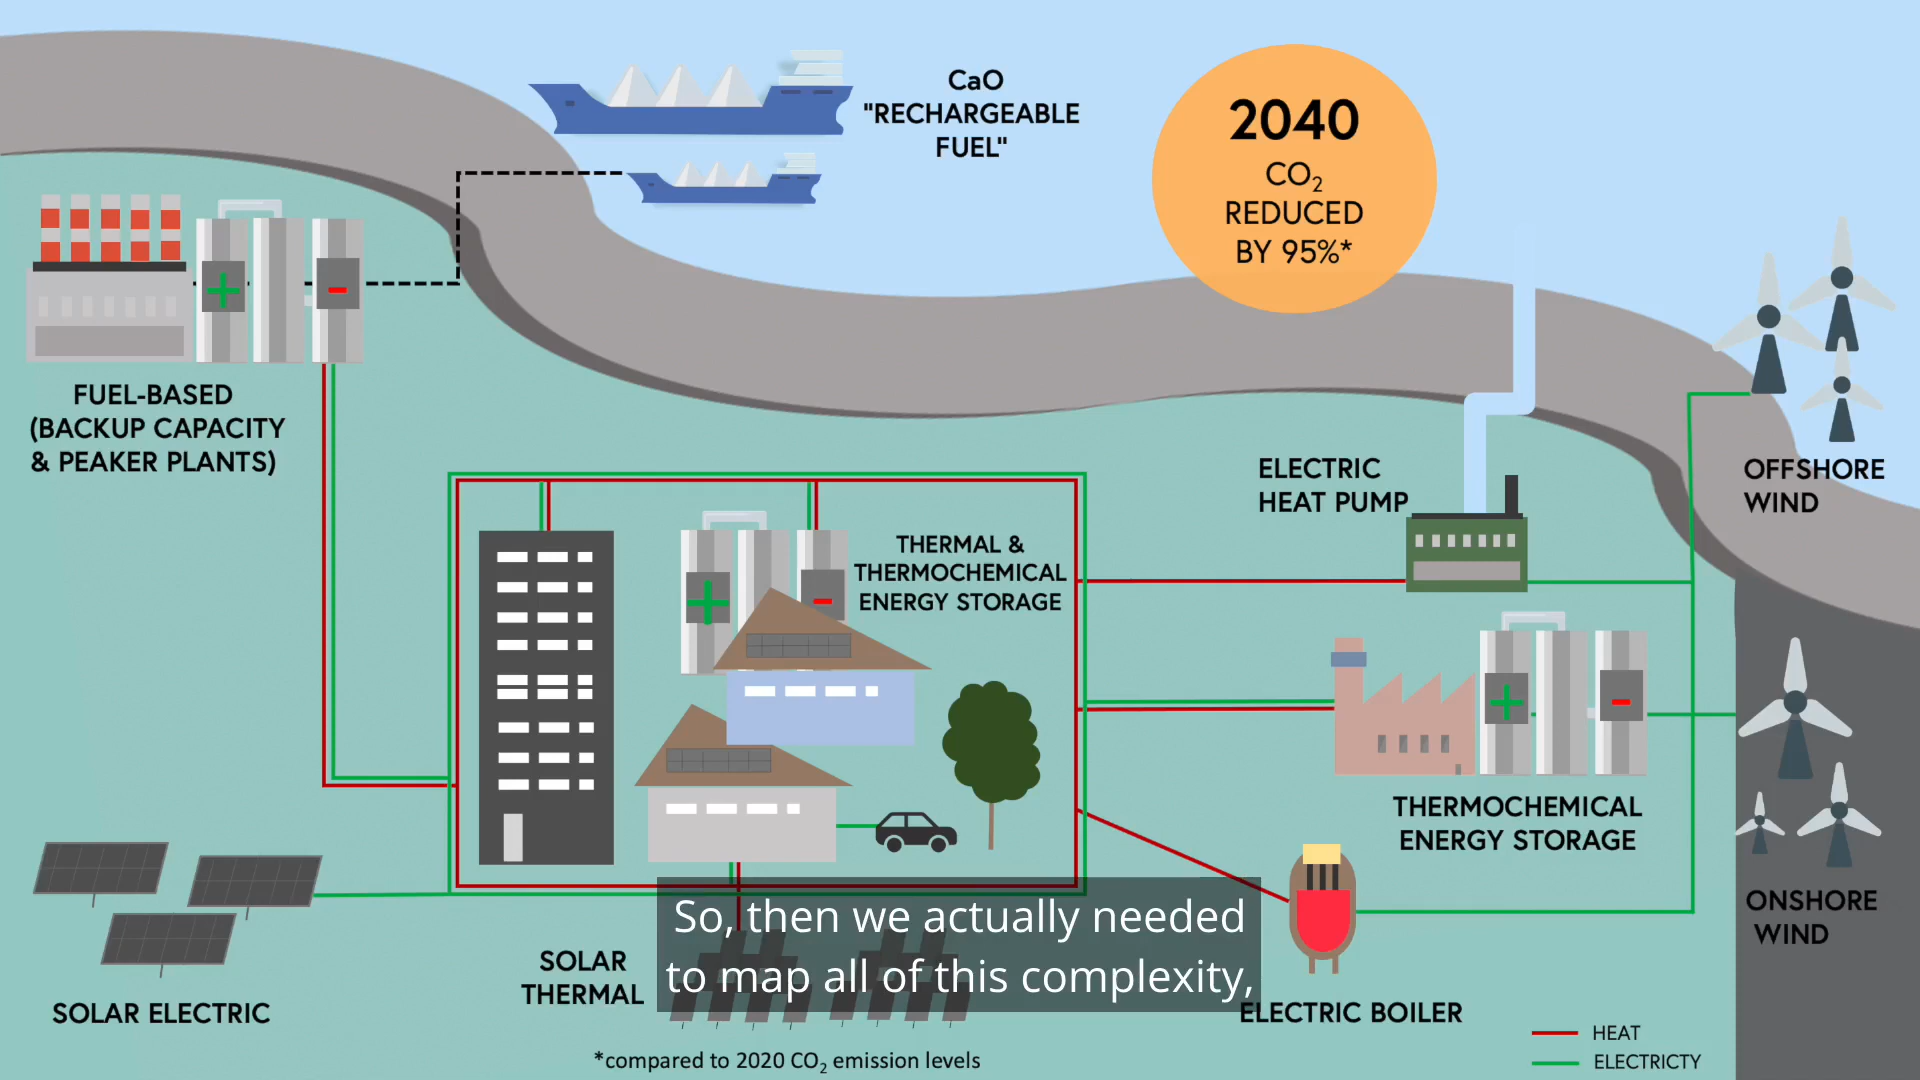 CaO
"RECHARGEABLE
FUEL"
2040
CO₂
REDUCED
BY 95%*
FUEL-BASED
(BACKUP CAPACITY
& PEAKER PLANTS)
ELECTRIC
HEAT PUMP
OFFSHORE
WIND
THERMAL &
THERMOCHEMICAL
ENERGY STORAGE
THERMOCHEMICAL
ENERGY STORAGE
ONSHORE
WIND
SOLAR ELECTRIC
SOLAR
THERMAL
So, then we actually needed
to map all of this complexity,
ELECTRIC BOILER
HEAT
ELECTRICTY
*compared to 2020 CO₂ emission levels